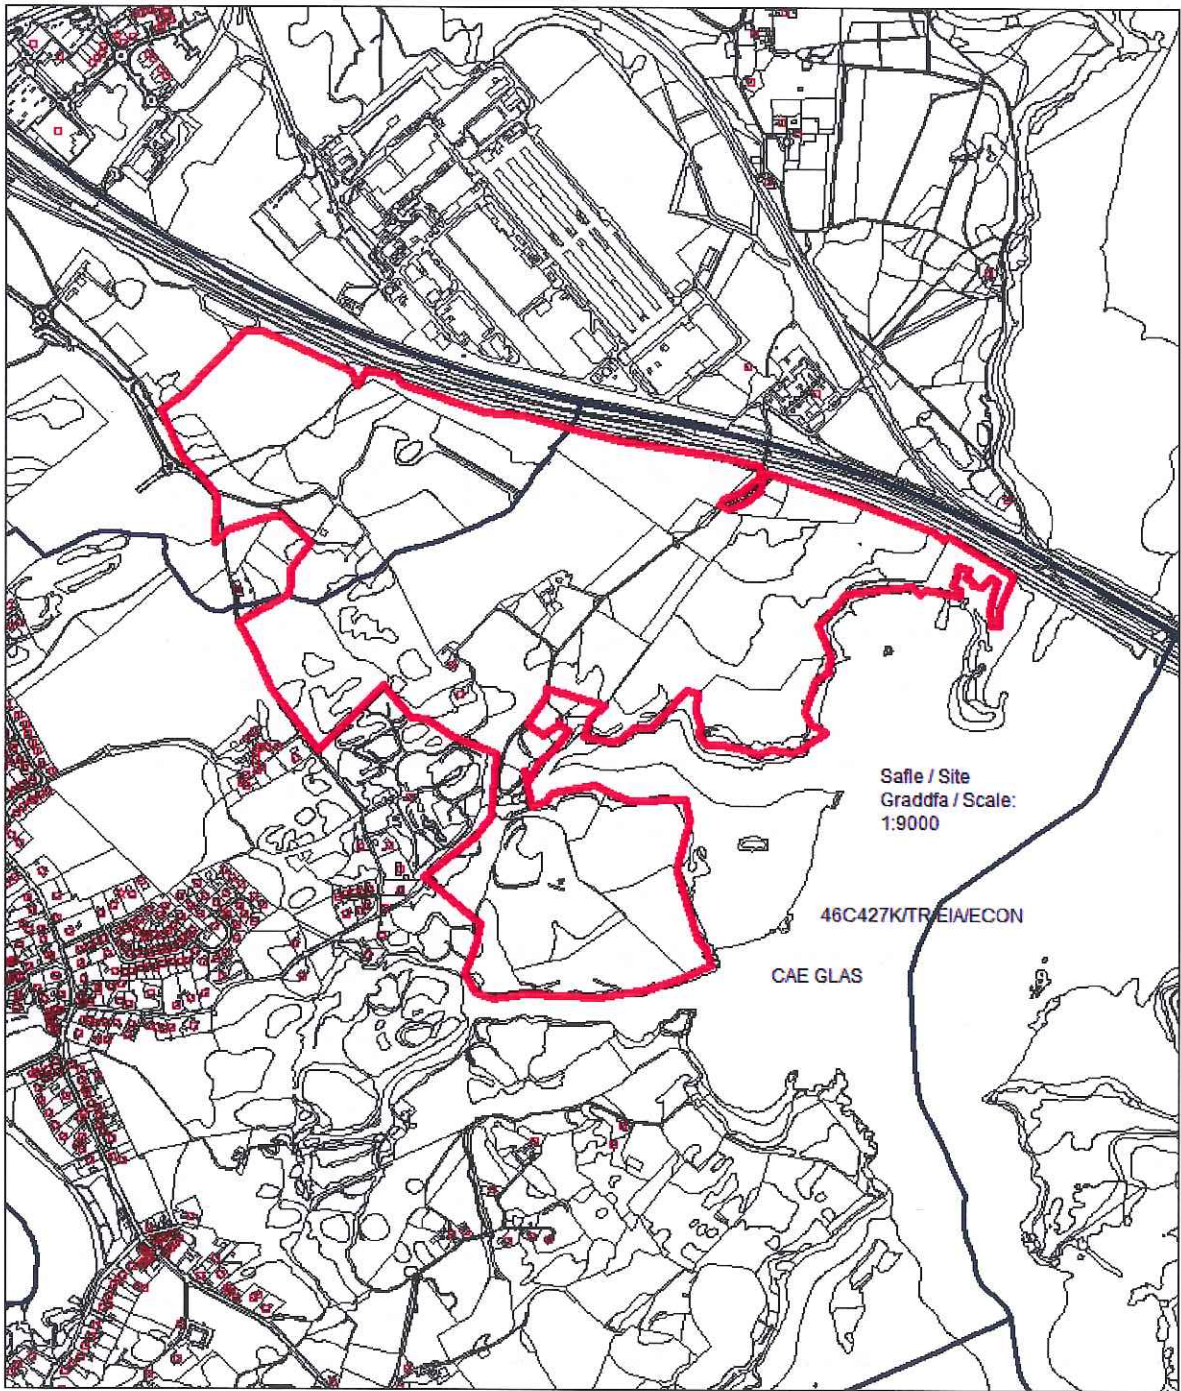 Safle / Site
Graddfa / Scale:
1:9000
46C427K/TR/EIA/ECON
CAE GLAS